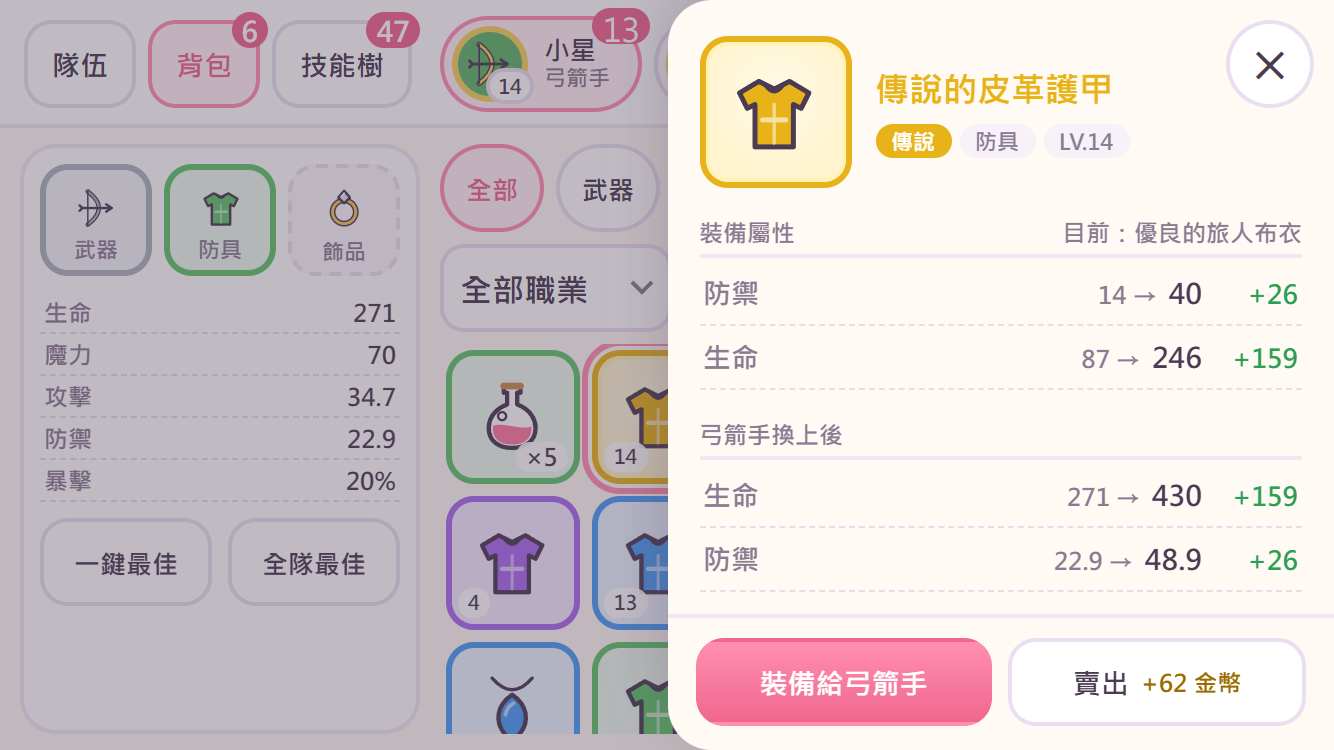 隊伍
背包
6
技能樹
47
小星
弓箭手
14
13
武器
防具
飾品
生命 271
魔力 70
攻擊 34.7
防禦 22.9
暴擊 20%
一鍵最佳
全隊最佳
全部
武器
全部職業
×5
14
4
13
傳說的皮革護甲
傳說 防具 LV.14
裝備屬性 目前：優良的旅人布衣
防禦 14 → 40 +26
生命 87 → 246 +159
弓箭手換上後
生命 271 → 430 +159
防禦 22.9 → 48.9 +26
裝備給弓箭手
賣出 +62 金幣